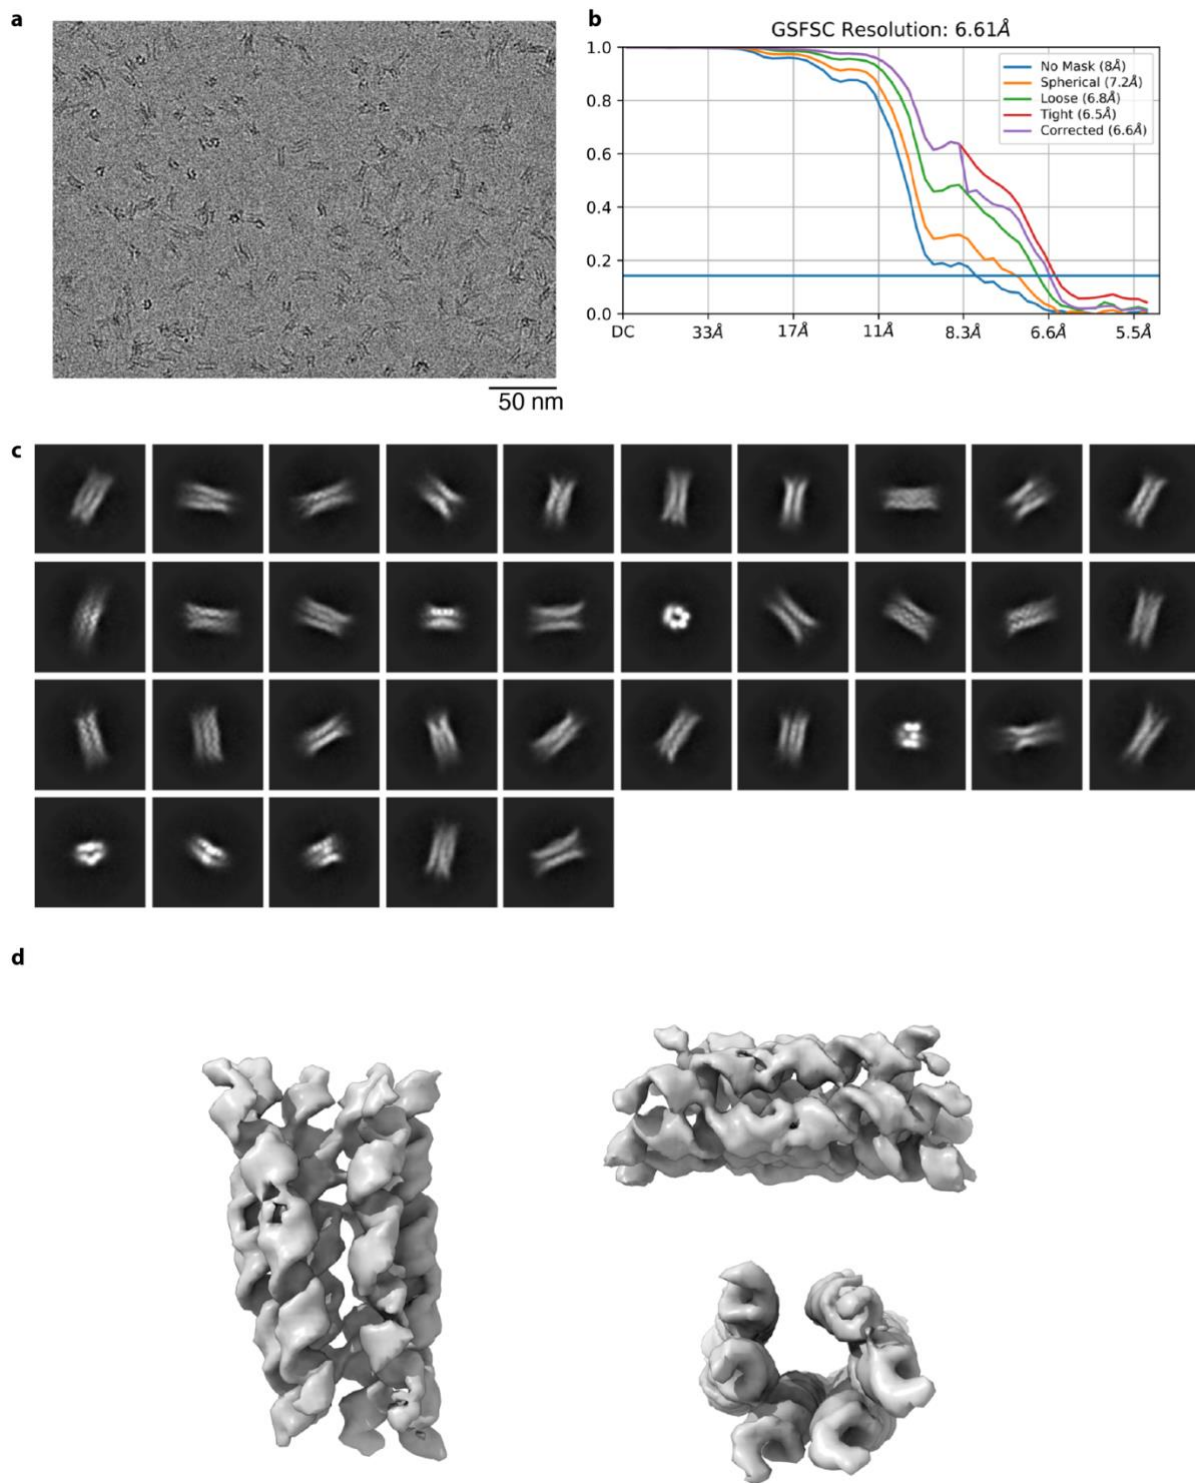 a
50 nm
b
GSFSC Resolution: 6.61Å
1.0
0.8
0.6
0.4
0.2
0.0
DC
33Å
17Å
11Å
8.3Å
6.6Å
5.5Å
No Mask (8Å)
Spherical (7.2Å)
Loose (6.8Å)
Tight (6.5Å)
Corrected (6.6Å)
c
d